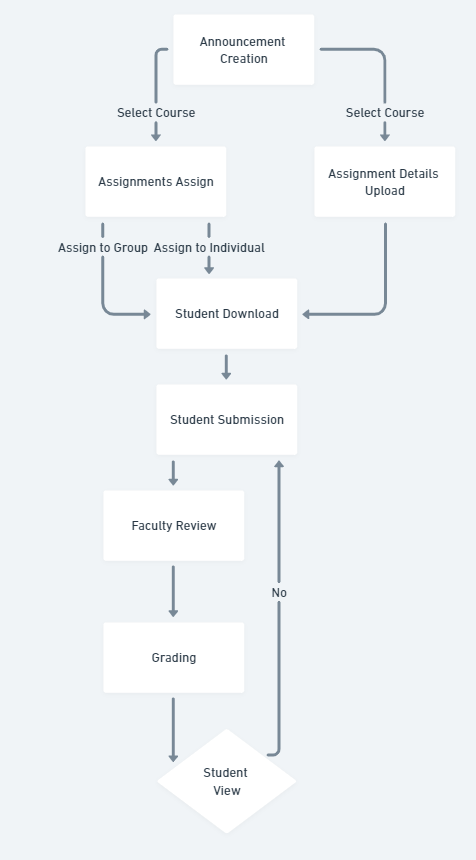 Announcement
Creation
Select Course
Select Course
Assignments Assign
Assignment Details
Upload
Assign to Group
Assign to Individual
Student Download
Student Submission
Faculty Review
No
Grading
Student
View